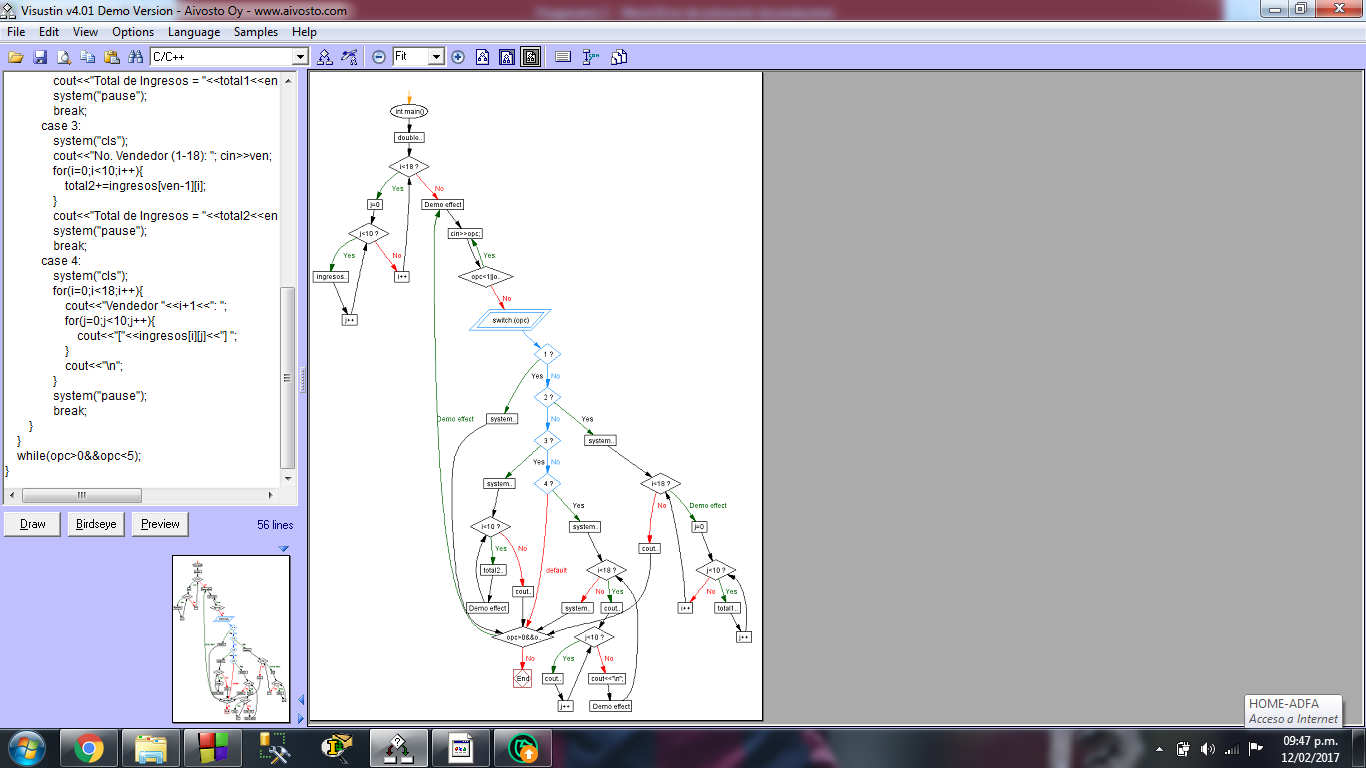 Visustin v4.01 Demo Version - Aivosto Oy - www.aivosto.com
File Edit View Options Language Samples Help
C/C++ Fit
cout<<"Total de Ingresos = "<<total1<<en
system("pause");
break;
case 3:
system("cls");
cout<<"No. Vendedor (1-18): "; cin>>ven;
for(i=0;i<10;i++){
total2+=ingresos[ven-1][i];
}
cout<<"Total de Ingresos = "<<total2<<en
system("pause");
break;
case 4:
system("cls");
for(i=0;i<18;i++){
cout<<"Vendedor "<<i+1<<": ";
for(j=0;j<10;j++){
cout<<"["<<ingresos[i][j]<<"] ";
}
cout<<"\n";
}
system("pause");
break;
}
}
while(opc>0&&opc<5);
}
Draw Birdseye Preview 56 lines
int main()
double..
i<18 ?
Yes No
j=0 Demo effect
j<10 ? cin>>opc;
Yes No Yes
ingresos.. i++ opc<1||o..
No
j++ switch (opc)
1 ?
Yes No
2 ?
Demo effect system.. No Yes
3 ? system..
Yes No
system.. 4 ? i<18 ?
Yes No Demo effect
i<10 ? system.. j=0
Yes No cout..
total2.. default i<18 ? j<10 ?
cout.. No Yes No Yes
Demo effect system.. cout.. i++ total1..
opc>0&&o.. j<10 ? j++
No Yes No
End cout.. cout<<"\n";
j++ Demo effect
HOME-ADFA
Acceso a Internet
09:47 p.m.
12/02/2017